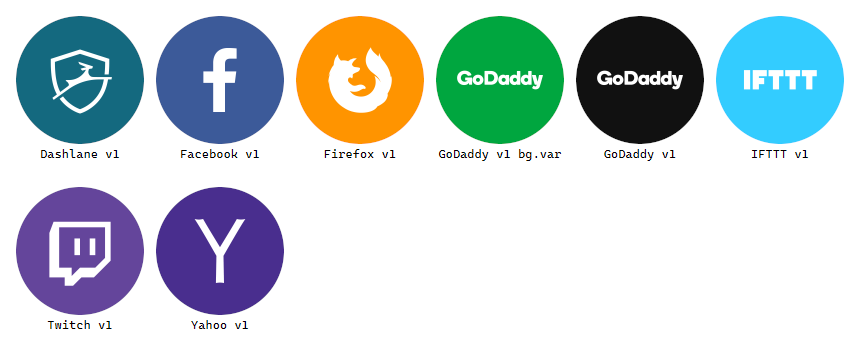 GoDaddy
GoDaddy
IFTTT
Dashlane v1
Facebook v1
Firefox v1
GoDaddy v1 bg.var
GoDaddy v1
IFTTT v1
Y
Twitch v1
Yahoo v1